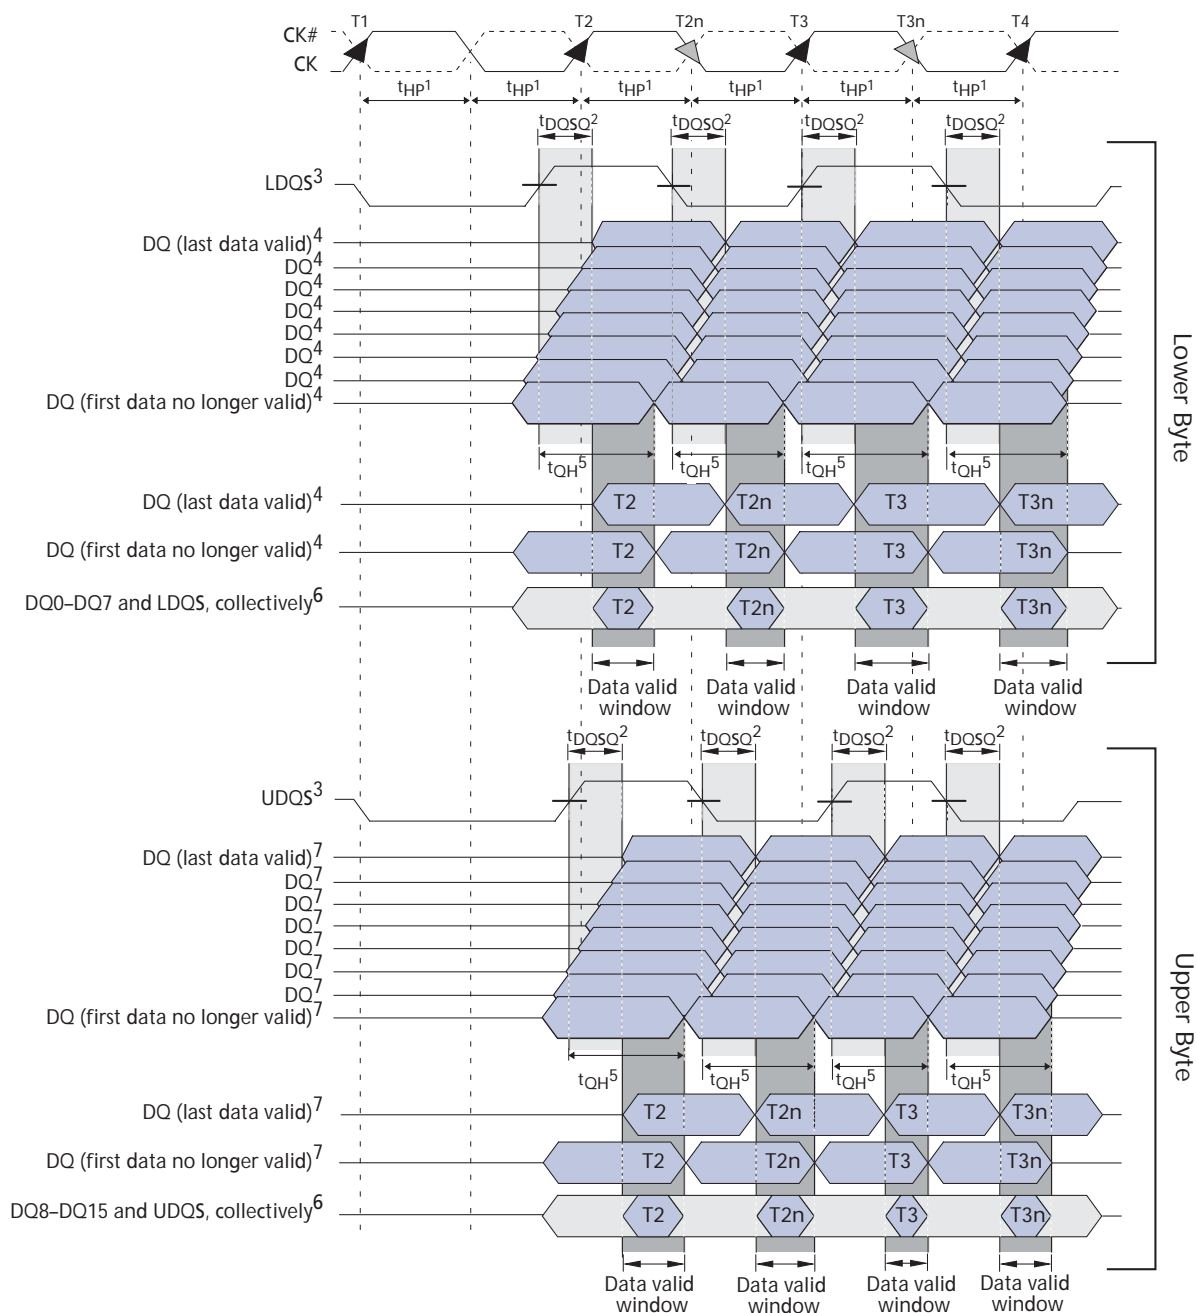 T1 T2 T2n T3 T3n T4
CK#
CK
tHP1 tHP1 tHP1 tHP1 tHP1 tHP1
tDQSQ2 tDQSQ2 tDQSQ2 tDQSQ2
LDQS3
DQ (last data valid)4
DQ4
DQ4
DQ4
DQ4
DQ4
DQ4
DQ (first data no longer valid)4
tQH5 tQH5 tQH5 tQH5
DQ (last data valid)4 T2 T2n T3 T3n
DQ (first data no longer valid)4 T2 T2n T3 T3n
DQ0–DQ7 and LDQS, collectively6 T2 T2n T3 T3n
Data valid window Data valid window Data valid window Data valid window
Lower Byte
tDQSQ2 tDQSQ2 tDQSQ2 tDQSQ2
UDQS3
DQ (last data valid)7
DQ7
DQ7
DQ7
DQ7
DQ7
DQ7
DQ (first data no longer valid)7
tQH5 tQH5 tQH5 tQH5
DQ (last data valid)7 T2 T2n T3 T3n
DQ (first data no longer valid)7 T2 T2n T3 T3n
DQ8–DQ15 and UDQS, collectively6 T2 T2n T3 T3n
Data valid window Data valid window Data valid window Data valid window
Upper Byte